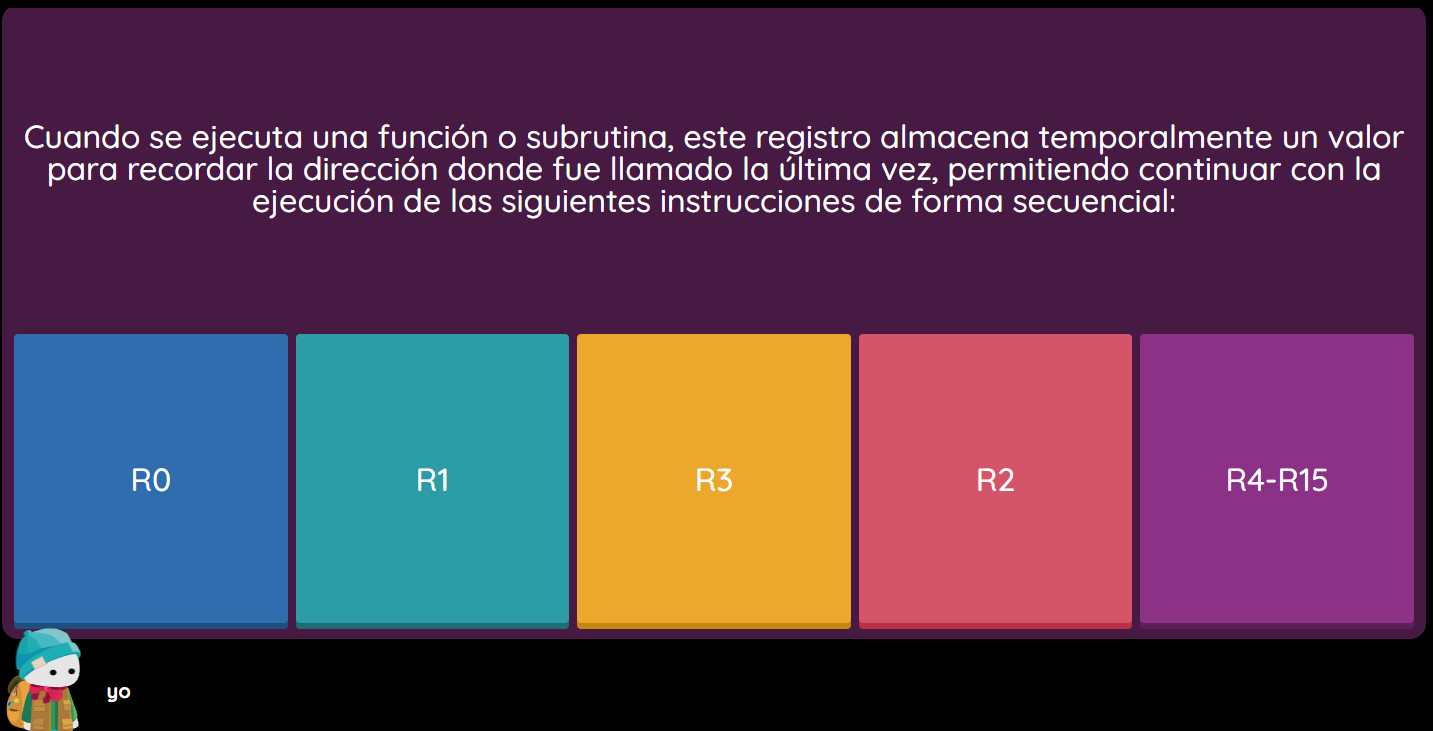 Cuando se ejecuta una función o subrutina, este registro almacena temporalmente un valor
para recordar la dirección donde fue llamado la última vez, permitiendo continuar con la
ejecución de las siguientes instrucciones de forma secuencial:
R0
R1
R3
R2
R4-R15
yo